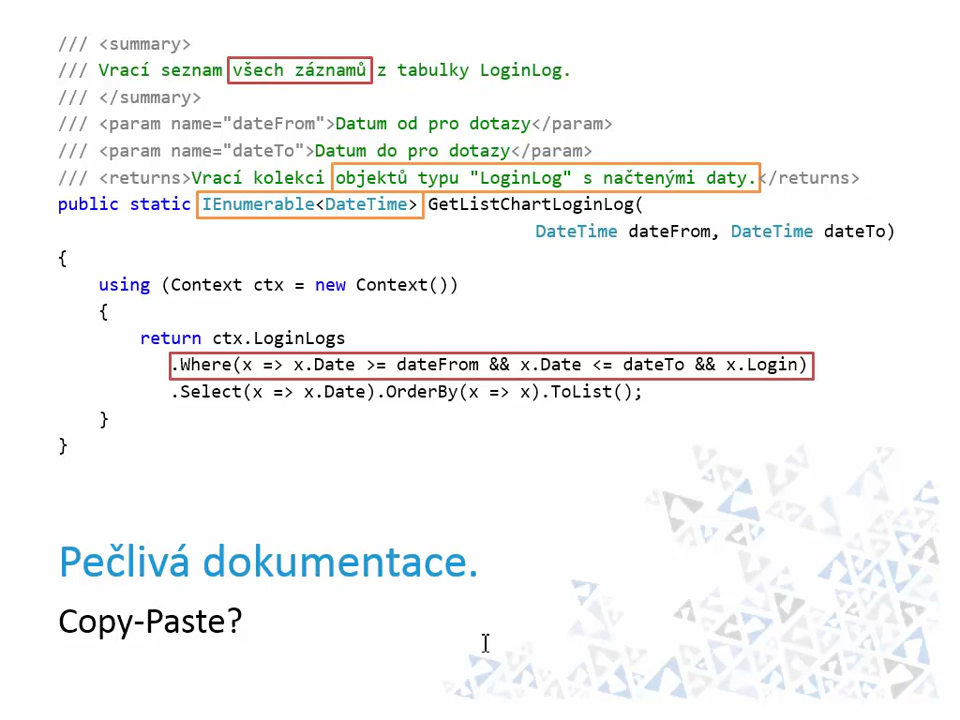 /// <summary>
/// Vrací seznam všech záznamů z tabulky LoginLog.
/// </summary>
/// <param name="dateFrom">Datum od pro dotazy</param>
/// <param name="dateTo">Datum do pro dotazy</param>
/// <returns>Vrací kolekci objektů typu "LoginLog" s načtenými daty.</returns>
public static IEnumerable<DateTime> GetListChartLoginLog(
DateTime dateFrom, DateTime dateTo)
{
using (Context ctx = new Context())
{
return ctx.LoginLogs
.Where(x => x.Date >= dateFrom && x.Date <= dateTo && x.Login)
.Select(x => x.Date).OrderBy(x => x).ToList();
}
}
Pečlivá dokumentace.
Copy-Paste?